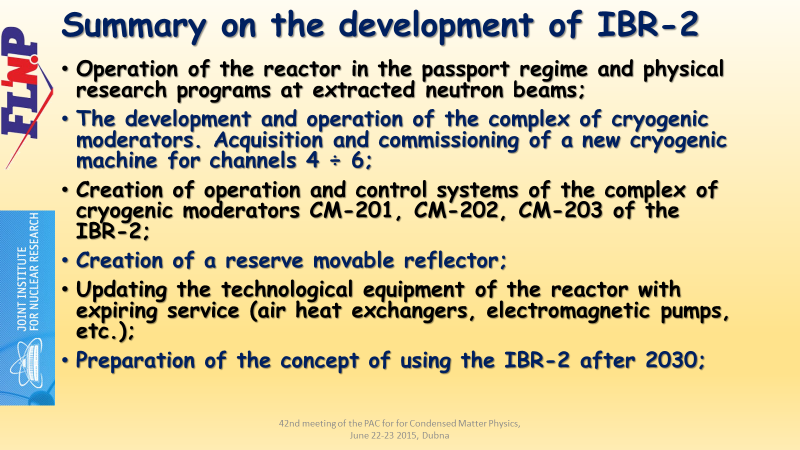 Summary on the development of IBR-2
• Operation of the reactor in the passport regime and physical
research programs at extracted neutron beams;
• The development and operation of the complex of cryogenic
moderators. Acquisition and commissioning of a new cryogenic
machine for channels 4 ÷ 6;
• Creation of operation and control systems of the complex of
cryogenic moderators CM-201, CM-202, CM-203 of the
IBR-2;
• Creation of a reserve movable reflector;
• Updating the technological equipment of the reactor with
expiring service (air heat exchangers, electromagnetic pumps,
etc.);
• Preparation of the concept of using the IBR-2 after 2030;
FLNP
JOINT INSTITUTE
FOR NUCLEAR RESEARCH
42nd meeting of the PAC for for Condensed Matter Physics,
June 22-23 2015, Dubna